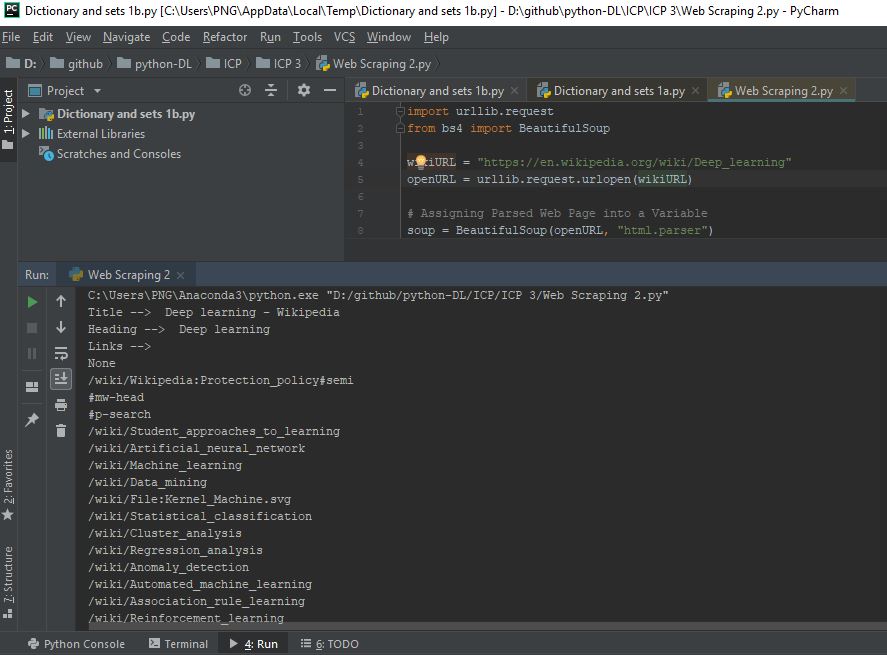 PC Dictionary and sets 1b.py [C:\Users\PNG\AppData\Local\Temp\Dictionary and sets 1b.py] - D:\github\python-DL\ICP\ICP 3\Web Scraping 2.py - PyCharm
File Edit View Navigate Code Refactor Run Tools VCS Window Help
D: github python-DL ICP ICP 3 Web Scraping 2.py
1: Project
Project
Dictionary and sets 1b.py
External Libraries
Scratches and Consoles
Dictionary and sets 1b.py Dictionary and sets 1a.py Web Scraping 2.py
1 import urllib.request
2 from bs4 import BeautifulSoup
3
4 wikiURL = "https://en.wikipedia.org/wiki/Deep_learning"
5 openURL = urllib.request.urlopen(wikiURL)
6
7 # Assigning Parsed Web Page into a Variable
8 soup = BeautifulSoup(openURL, "html.parser")
Run: Web Scraping 2
C:\Users\PNG\Anaconda3\python.exe "D:/github/python-DL/ICP/ICP 3/Web Scraping 2.py"
Title --> Deep learning - Wikipedia
Heading --> Deep learning
Links -->
None
/wiki/Wikipedia:Protection_policy#semi
#mw-head
#p-search
/wiki/Student_approaches_to_learning
/wiki/Artificial_neural_network
/wiki/Machine_learning
/wiki/Data_mining
/wiki/File:Kernel_Machine.svg
/wiki/Statistical_classification
/wiki/Cluster_analysis
/wiki/Regression_analysis
/wiki/Anomaly_detection
/wiki/Automated_machine_learning
/wiki/Association_rule_learning
/wiki/Reinforcement_learning
2: Favorites
7: Structure
Python Console Terminal 4: Run 6: TODO